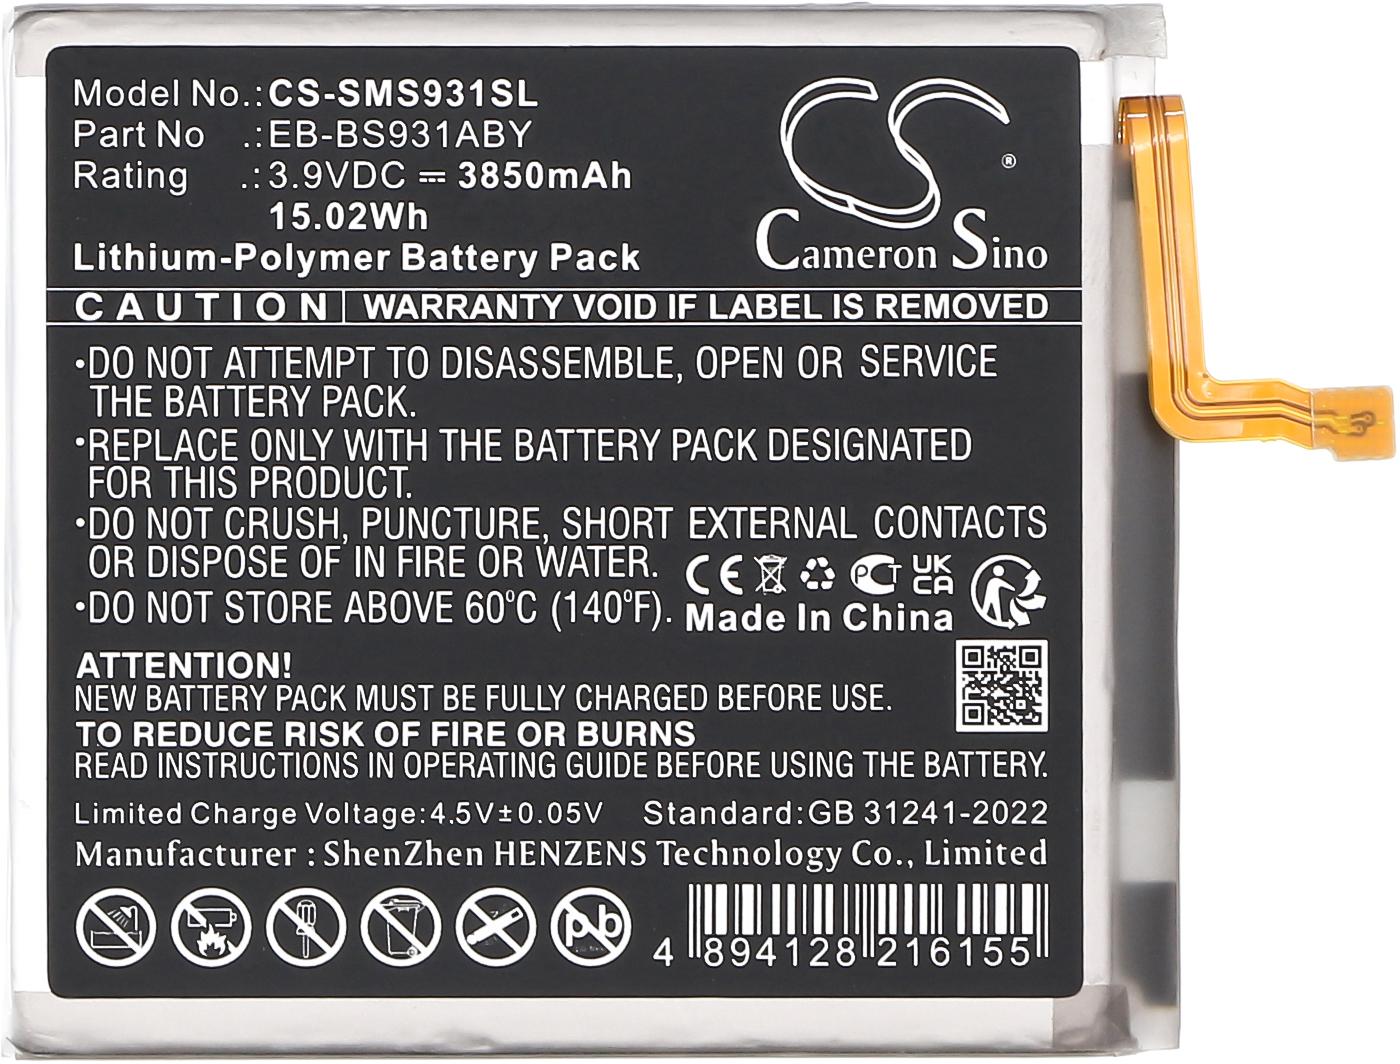 Model No.:CS-SMS931SL
Part No .:EB-BS931ABY
Rating .:3.9VDC ⎓ 3850mAh
15.02Wh
Lithium-Polymer Battery Pack
CS ®
Cameron Sino
CAUTION WARRANTY VOID IF LABEL IS REMOVED
•DO NOT ATTEMPT TO DISASSEMBLE, OPEN OR SERVICE
THE BATTERY PACK.
•REPLACE ONLY WITH THE BATTERY PACK DESIGNATED
FOR THIS PRODUCT.
•DO NOT CRUSH, PUNCTURE, SHORT EXTERNAL CONTACTS
OR DISPOSE OF IN FIRE OR WATER.
•DO NOT STORE ABOVE 60°C (140°F).
CE PCT UK
CA
Made In China
ATTENTION!
NEW BATTERY PACK MUST BE FULLY CHARGED BEFORE USE.
TO REDUCE RISK OF FIRE OR BURNS
READ INSTRUCTIONS IN OPERATING GUIDE BEFORE USING THE BATTERY.
Limited Charge Voltage:4.5V±0.05V Standard:GB 31241-2022
Manufacturer : ShenZhen HENZENS Technology Co., Limited
Pb
4 894128 216155